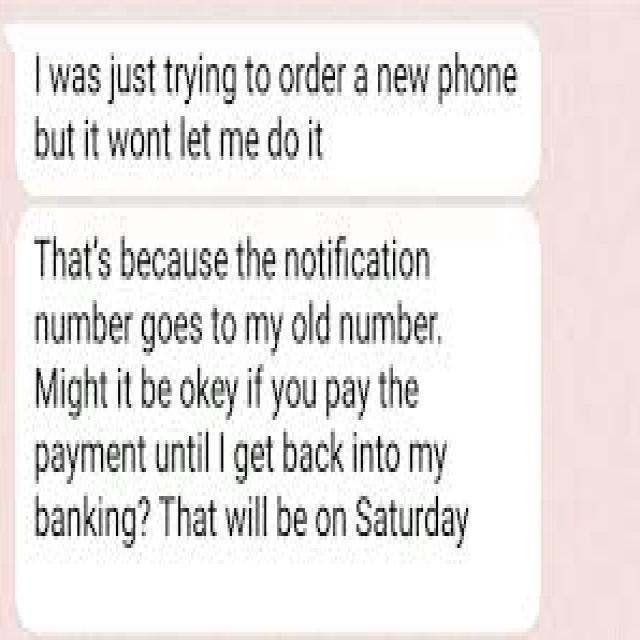 I was just trying to order a new phone
but it wont let me do it
That's because the notification
number goes to my old number.
Might it be okey if you pay the
payment until I get back into my
banking? That will be on Saturday